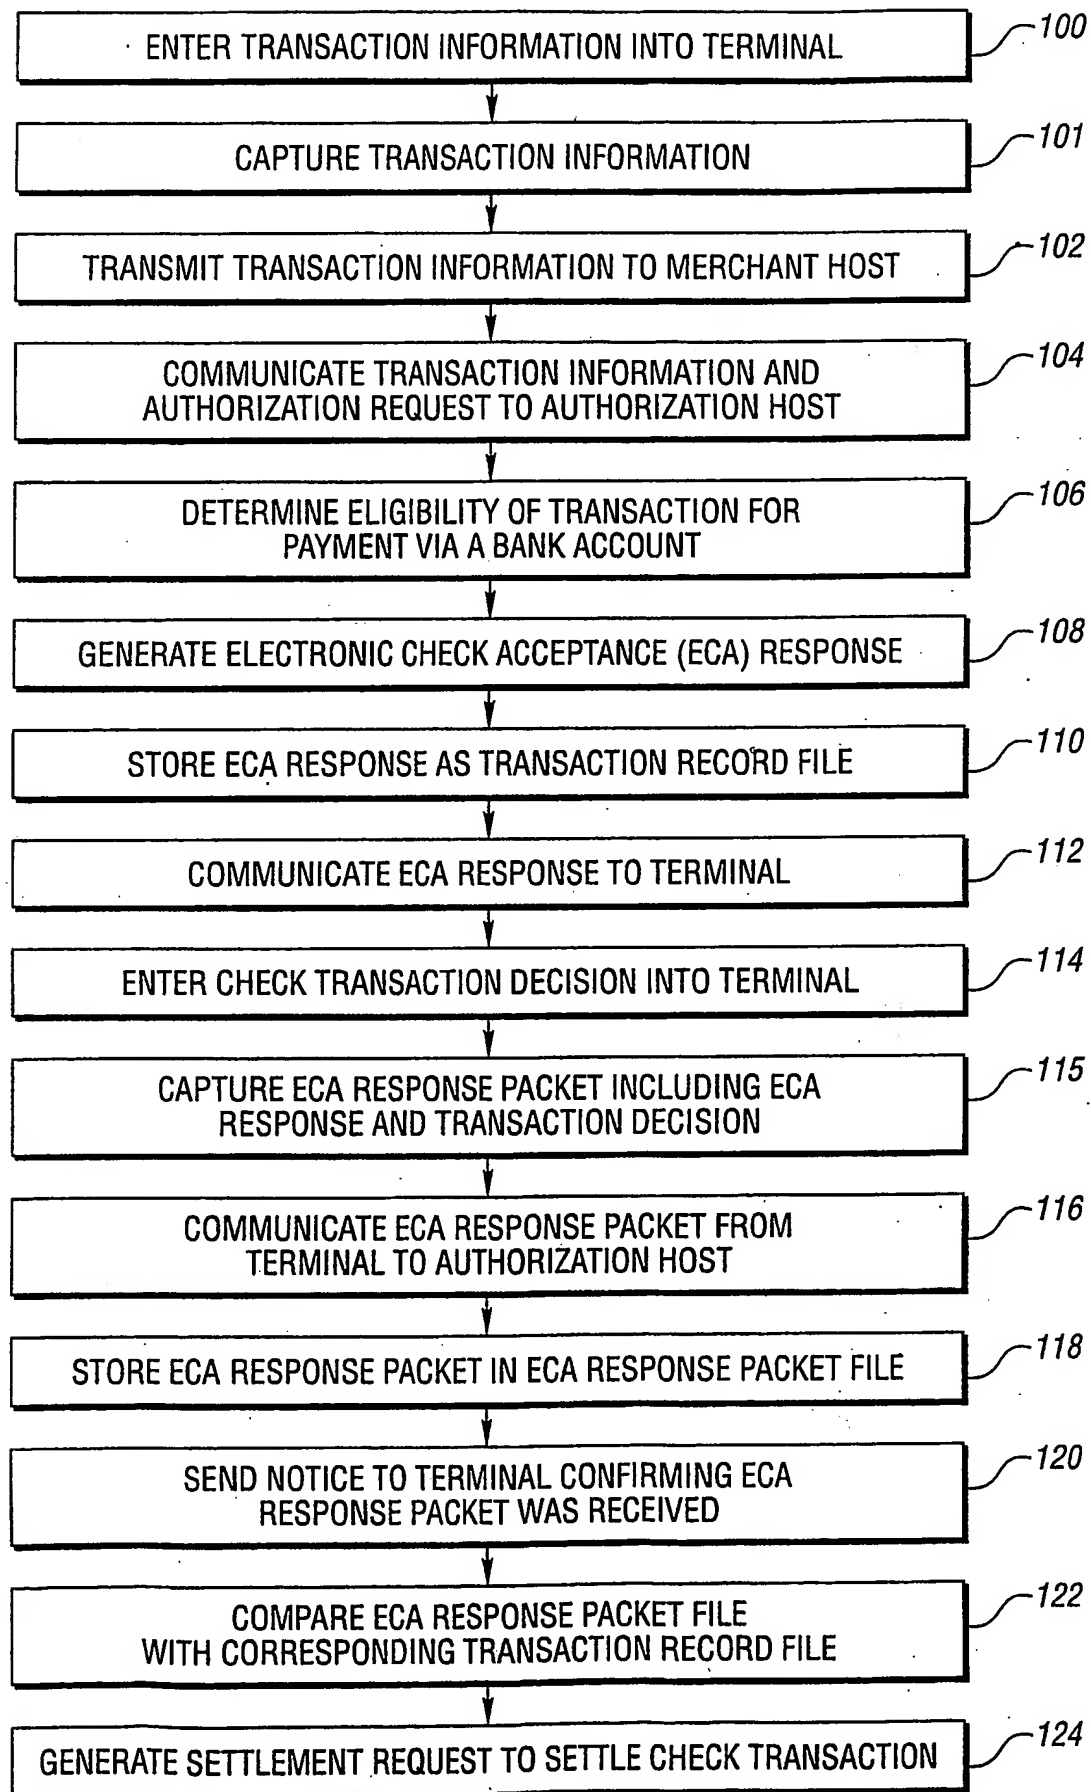 ENTER TRANSACTION INFORMATION INTO TERMINAL
100
CAPTURE TRANSACTION INFORMATION
101
TRANSMIT TRANSACTION INFORMATION TO MERCHANT HOST
102
COMMUNICATE TRANSACTION INFORMATION AND
AUTHORIZATION REQUEST TO AUTHORIZATION HOST
104
DETERMINE ELIGIBILITY OF TRANSACTION FOR
PAYMENT VIA A BANK ACCOUNT
106
GENERATE ELECTRONIC CHECK ACCEPTANCE (ECA) RESPONSE
108
STORE ECA RESPONSE AS TRANSACTION RECORD FILE
110
COMMUNICATE ECA RESPONSE TO TERMINAL
112
ENTER CHECK TRANSACTION DECISION INTO TERMINAL
114
CAPTURE ECA RESPONSE PACKET INCLUDING ECA
RESPONSE AND TRANSACTION DECISION
115
COMMUNICATE ECA RESPONSE PACKET FROM
TERMINAL TO AUTHORIZATION HOST
116
STORE ECA RESPONSE PACKET IN ECA RESPONSE PACKET FILE
118
SEND NOTICE TO TERMINAL CONFIRMING ECA
RESPONSE PACKET WAS RECEIVED
120
COMPARE ECA RESPONSE PACKET FILE
WITH CORRESPONDING TRANSACTION RECORD FILE
122
GENERATE SETTLEMENT REQUEST TO SETTLE CHECK TRANSACTION
124